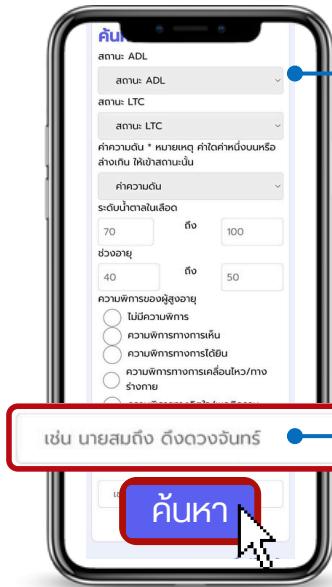 สถานะ ADL
สถานะ ADL
สถานะ LTC
สถานะ LTC
ค่าความดัน * หมายเหตุ ค่าใดค่าหนึ่งบนหรือ
ล่างเกิน ให้เข้าสถานะนั้น
ค่าความดัน
ระดับน้ำตาลในเลือด
70 ถึง 100
ช่วงอายุ
40 ถึง 50
ความพิการของผู้สูงอายุ
ไม่มีความพิการ
ความพิการทางการเห็น
ความพิการทางการได้ยิน
ความพิการทางการเคลื่อนไหว/ทาง
ร่างกาย
เช่น นายสมถึง ดึงดวงจันทร์
ค้นหา